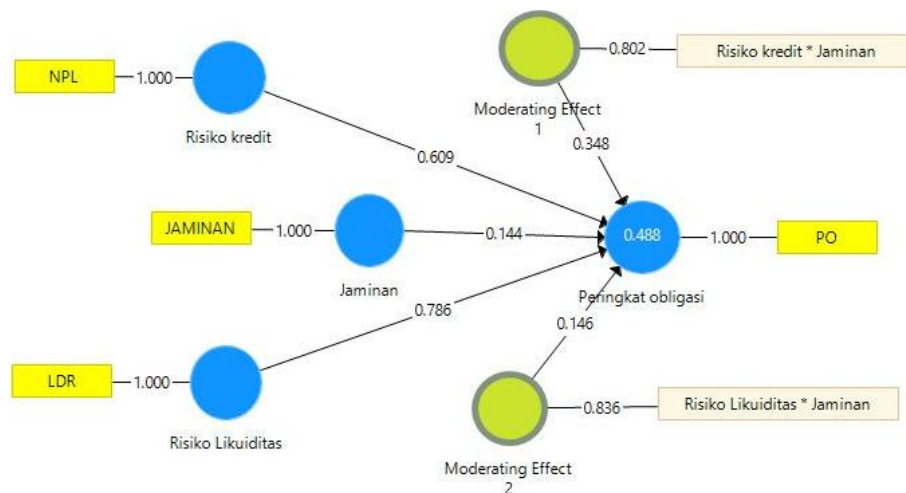 NPL
1.000
Risiko kredit
0.802
Risiko kredit * Jaminan
Moderating Effect
1
0.348
0.609
JAMINAN
1.000
Jaminan
0.144
0.488
1.000
PO
Peringkat obligasi
0.786
0.146
LDR
1.000
Risiko Likuiditas
0.836
Risiko Likuiditas * Jaminan
Moderating Effect
2